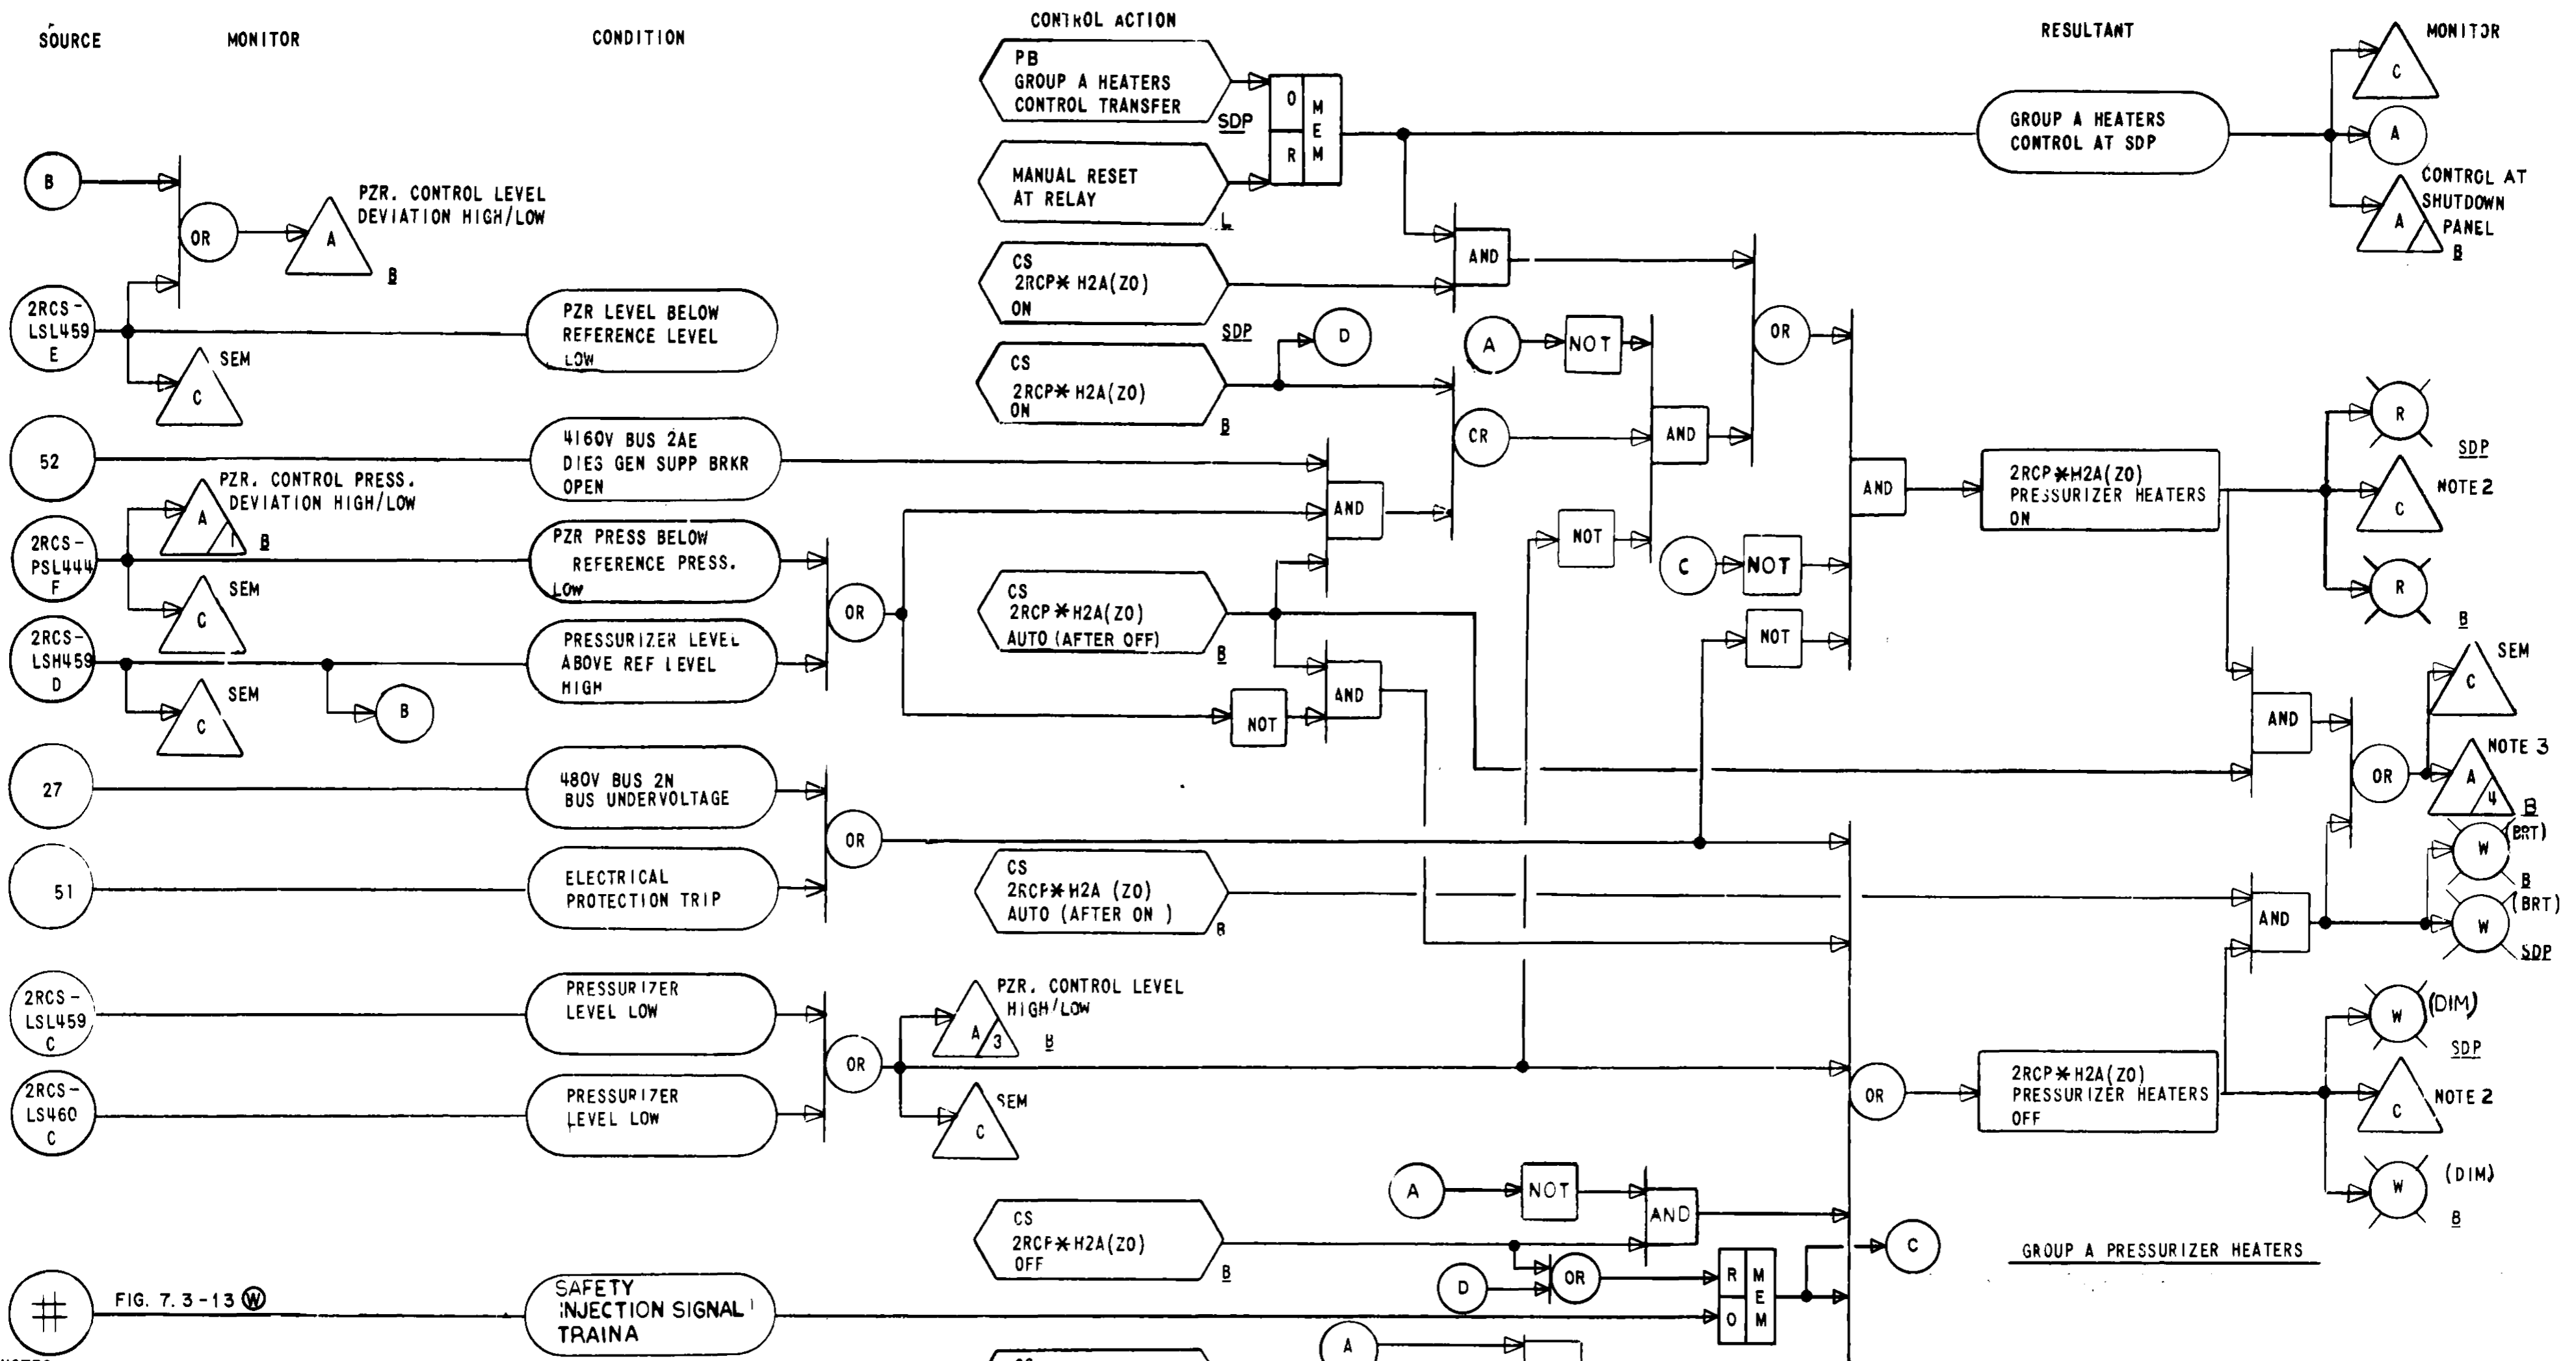 CONTROL ACTION
SOURCE
MONITOR
CONDITION
RESULTANT
MONITOR
PB
GROUP A HEATERS
CONTROL TRANSFER
SDP
O
R
MEM
MANUAL RESET
AT RELAY
L
GROUP A HEATERS
CONTROL AT SDP
C
A
A
CONTROL AT
SHUTDOWN
PANEL
B
B
OR
A
PZR. CONTROL LEVEL
DEVIATION HIGH/LOW
B
CS
2RCP* H2A(ZO)
ON
SDP
AND
2RCS-
LSL459
E
SEM
C
PZR LEVEL BELOW
REFERENCE LEVEL
LOW
CS
2RCP* H2A(ZO)
ON
B
D
A
NOT
OR
CR
AND
52
4160V BUS 2AE
DIES GEN SUPP BRKR
OPEN
AND
NOT
C
NOT
NOT
AND
2RCP*H2A(ZO)
PRESSURIZER HEATERS
ON
R
SDP
C
NOTE 2
R
B
PZR. CONTROL PRESS.
DEVIATION HIGH/LOW
A
1
B
2RCS-
PSL444
F
SEM
C
PZR PRESS BELOW
REFERENCE PRESS.
LOW
OR
2RCS-
LSH459
D
SEM
C
B
PRESSURIZER LEVEL
ABOVE REF LEVEL
HIGH
CS
2RCP*H2A(ZO)
AUTO (AFTER OFF)
B
NOT
AND
AND
OR
SEM
C
NOTE 3
A
4
B
27
480V BUS 2N
BUS UNDERVOLTAGE
OR
51
ELECTRICAL
PROTECTION TRIP
CS
2RCP*H2A (ZO)
AUTO (AFTER ON )
B
AND
W
(BRT)
B
W
(BRT)
SDP
2RCS-
LSL459
C
PRESSURIZER
LEVEL LOW
OR
PZR. CONTROL LEVEL
HIGH/LOW
A
3
B
2RCS-
LS460
C
PRESSURIZER
LEVEL LOW
SEM
C
OR
2RCP*H2A(ZO)
PRESSURIZER HEATERS
OFF
W
(DIM)
SDP
C
NOTE 2
W
(DIM)
B
A
NOT
AND
CS
2RCP*H2A(ZO)
OFF
B
D
OR
R
O
MEM
C
GROUP A PRESSURIZER HEATERS
#
FIG. 7.3-13 W
SAFETY
INJECTION SIGNAL
TRAINA
A